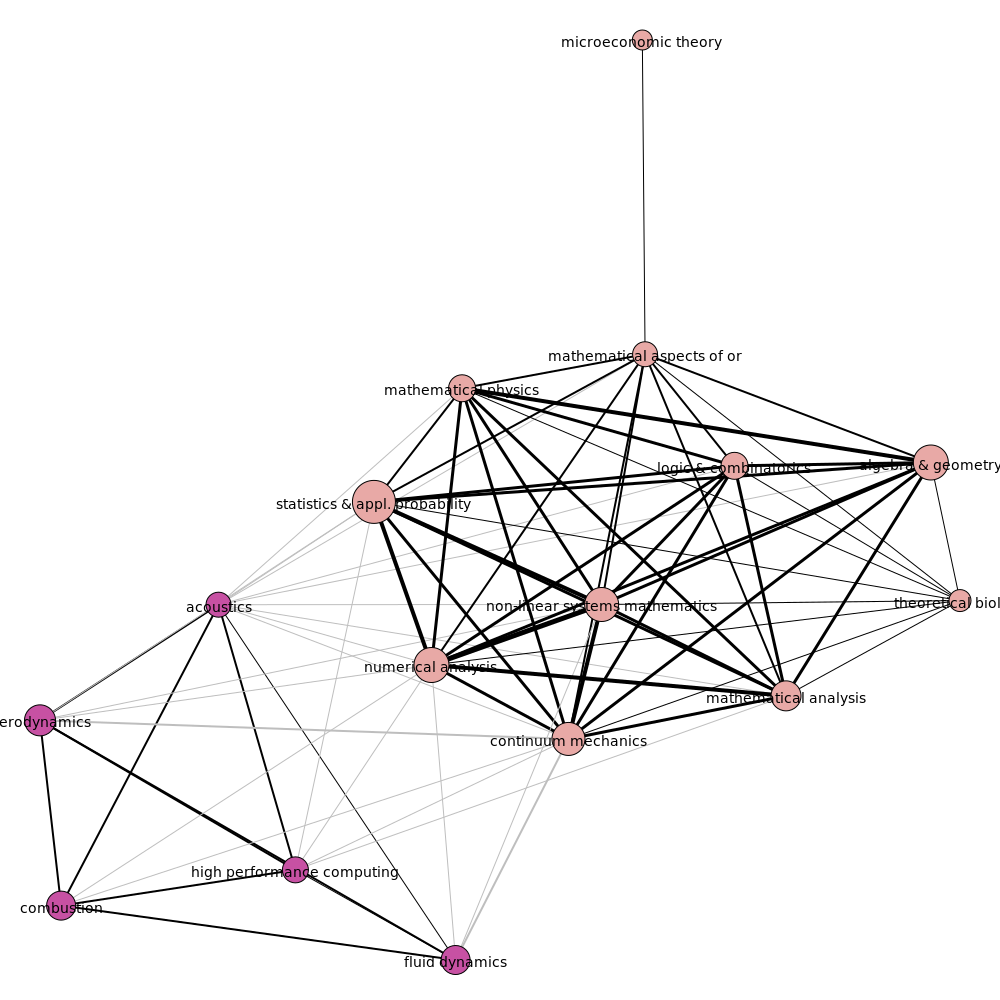 microeconomic theory
mathematical aspects of or
mathematical physics
logic & combinatorics
algebra & geometry
statistics & appl. probability
theoretical biol
non-linear systems mathematics
acoustics
numerical analysis
mathematical analysis
erodynamics
continuum mechanics
high performance computing
combustion
fluid dynamics